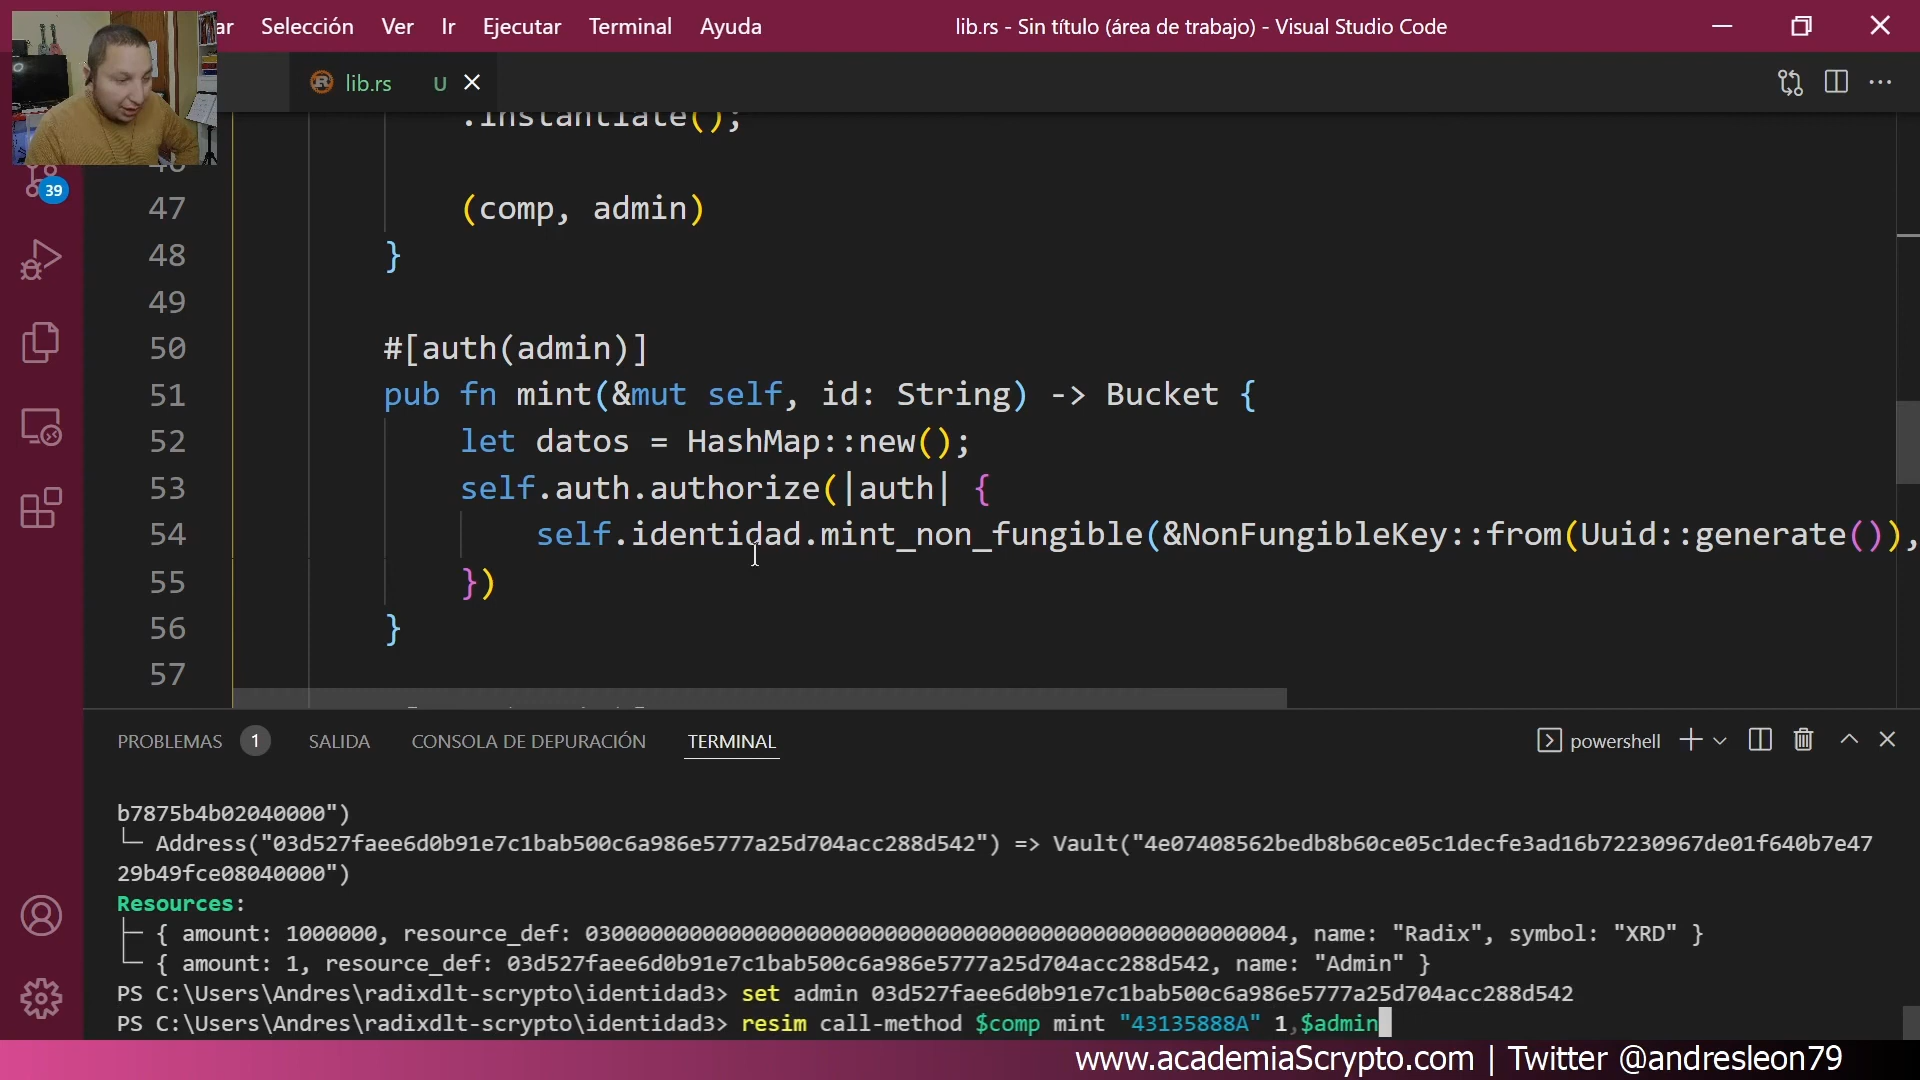 ar Selección Ver Ir Ejecutar Terminal Ayuda lib.rs - Sin título (área de trabajo) - Visual Studio Code
lib.rs U
.instantiate();
46
47 (comp, admin)
48 }
49
50 #[auth(admin)]
51 pub fn mint(&mut self, id: String) -> Bucket {
52 let datos = HashMap::new();
53 self.auth.authorize(|auth| {
54 self.identidad.mint_non_fungible(&NonFungibleKey::from(Uuid::generate()),
55 })
56 }
57
39
PROBLEMAS 1 SALIDA CONSOLA DE DEPURACIÓN TERMINAL powershell
b7875b4b02040000")
└─ Address("03d527faee6d0b91e7c1bab500c6a986e5777a25d704acc288d542") => Vault("4e07408562bedb8b60ce05c1decfe3ad16b72230967de01f640b7e47
29b49fce08040000")
Resources:
├─ { amount: 1000000, resource_def: 030000000000000000000000000000000000000000000000000004, name: "Radix", symbol: "XRD" }
└─ { amount: 1, resource_def: 03d527faee6d0b91e7c1bab500c6a986e5777a25d704acc288d542, name: "Admin" }
PS C:\Users\Andres\radixdlt-scrypto\identidad3> set admin 03d527faee6d0b91e7c1bab500c6a986e5777a25d704acc288d542
PS C:\Users\Andres\radixdlt-scrypto\identidad3> resim call-method $comp mint "43135888A" 1,$admin
www.academiaScrypto.com | Twitter @andresleon79